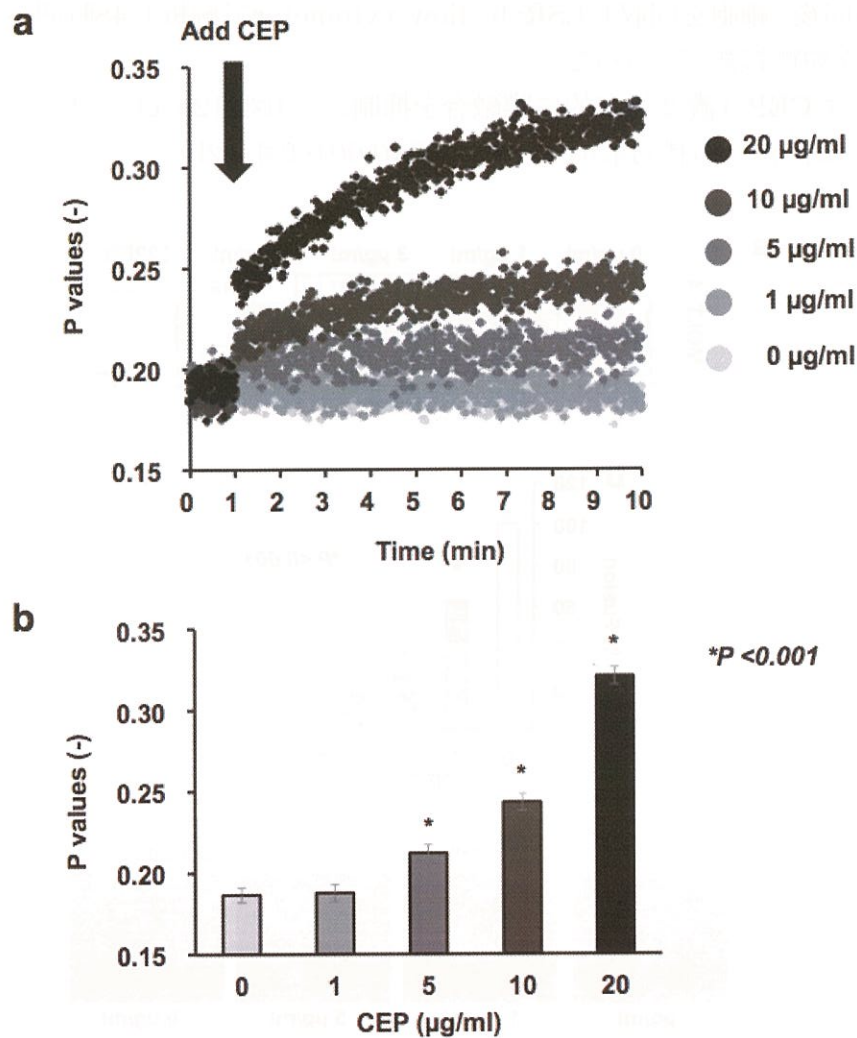 a
Add CEP
0.35
0.30
0.25
0.20
0.15
P values (-)
0 1 2 3 4 5 6 7 8 9 10
Time (min)
20 µg/ml
10 µg/ml
5 µg/ml
1 µg/ml
0 µg/ml
b
0.35
0.30
0.25
0.20
0.15
P values (-)
* * *
0 1 5 10 20
CEP (µg/ml)
*P <0.001